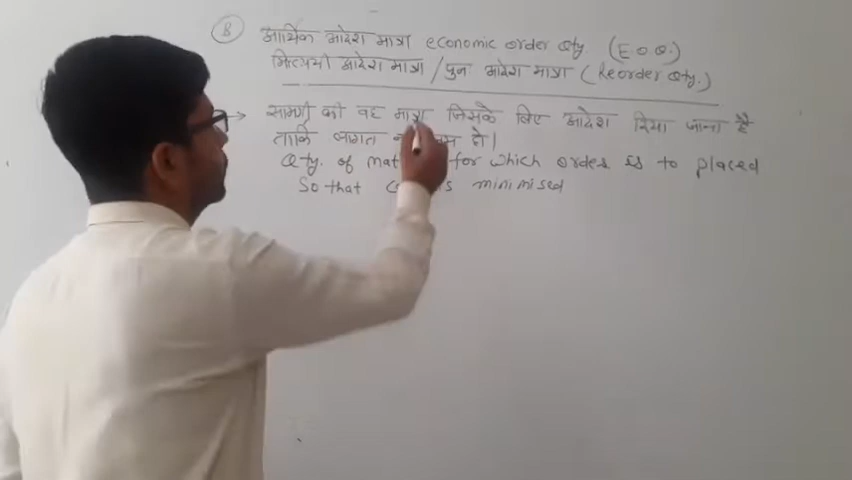 (B) आर्थिक आदेश मात्रा economic order Qty. (E O Q.)
मितव्ययी आदेश मात्रा / पुनः आदेश मात्रा (Reorder Qty.)
→ सामग्री की वह मात्रा जिसके लिए आदेश दिया जाना है
ताकि लागत हो।
Qty. of mat for which order is to placed
So that minimised